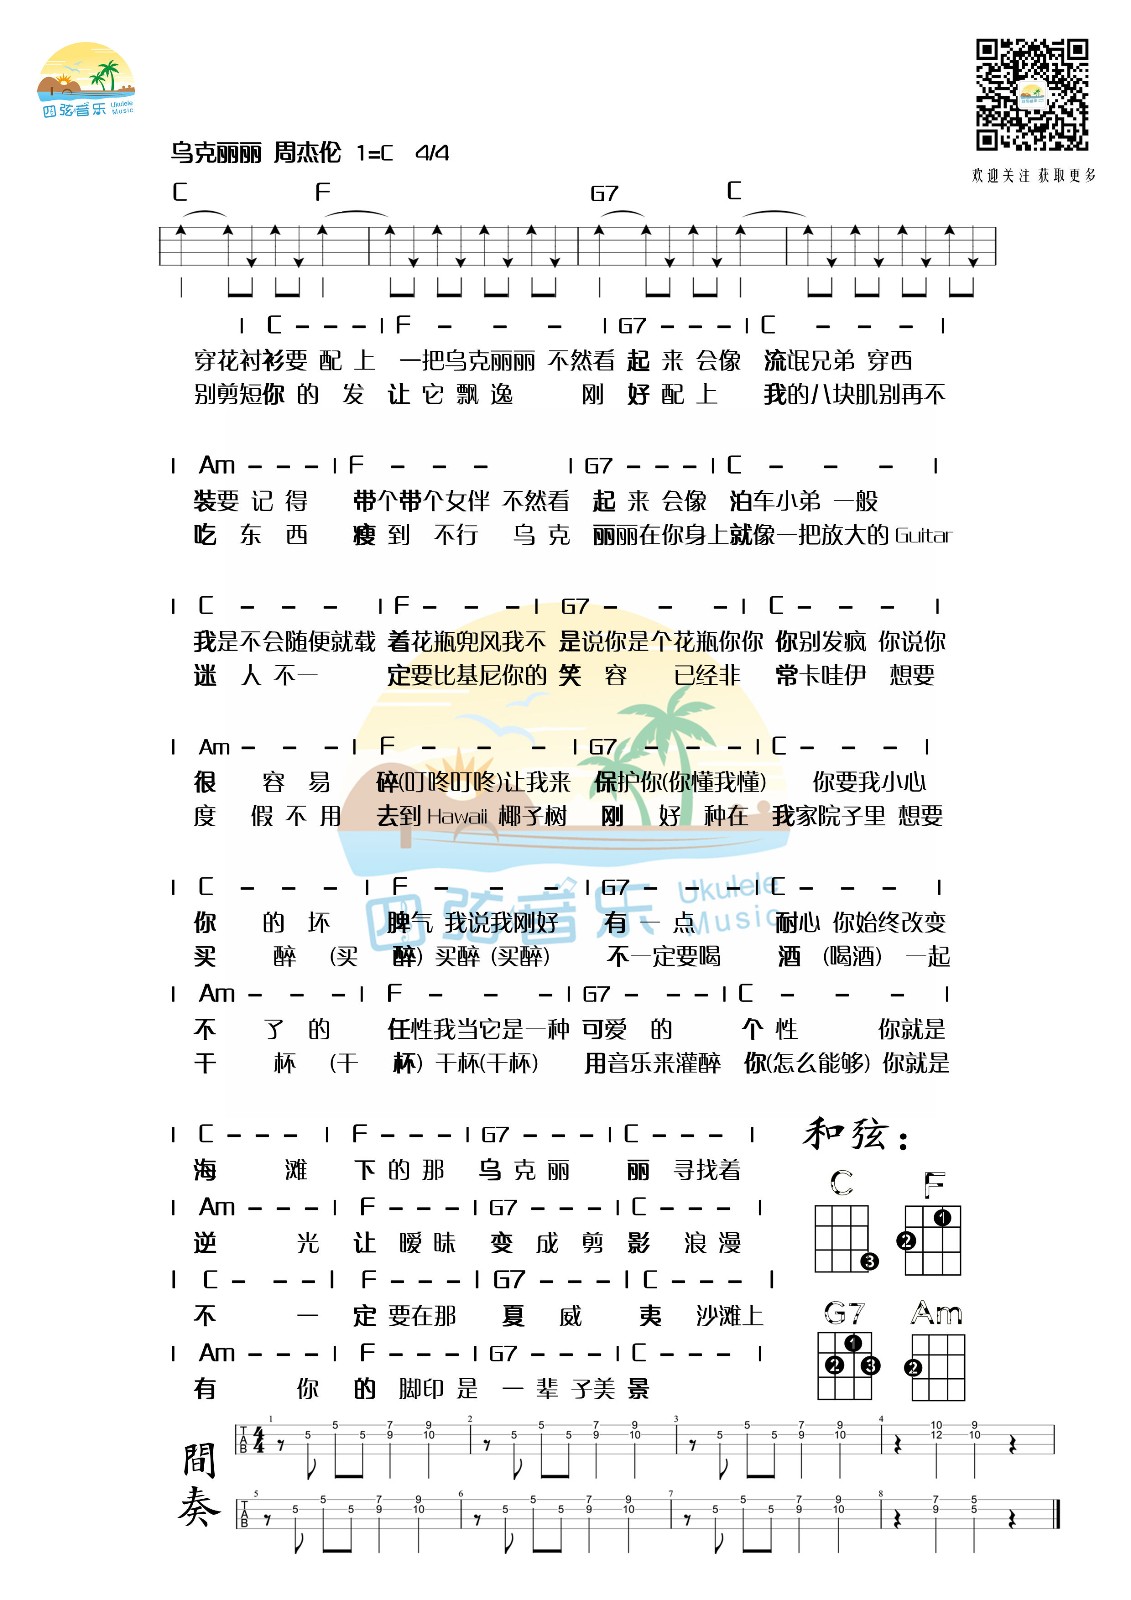 四弦音乐 Ukulele Music
欢迎关注 获取更多
乌克丽丽 周杰伦 1=C 4/4
C F G7 C
| C - - - | F - - - | G7 - - - | C - - - |
穿花衬衫要 配 上 一把乌克丽丽 不然看 起 来 会像 流氓兄弟 穿西
别剪短你 的 发 让 它 飘 逸 刚 好 配 上 我的八块肌别再不
| Am - - - | F - - - | G7 - - - | C - - - |
装要 记 得 带个带个女伴 不然看 起 来 会像 泊车小弟 一般
吃 东 西 瘦 到 不行 乌 克 丽丽在你身上就像一把放大的 Guitar
| C - - - | F - - - | G7 - - - | C - - - |
我是不会随便就载 着花瓶兜风我不 是说你是个花瓶你你 你别发疯 你说你
迷 人 不一 定要比基尼你的 笑 容 已经非 常卡哇伊 想要
| Am - - - | F - - - | G7 - - - | C - - - |
很 容 易 碎(叮咚叮咚)让我来 保护你(你懂我懂) 你要我小心
度 假 不 用 去到 Hawaii 椰子树 刚 好 种在 我家院子里 想要
| C - - - | F - - - | G7 - - - | C - - - |
你 的 坏 脾气 我说我刚好 有 一 点 耐心 你始终改变
买 醉 (买 醉) 买醉 (买醉) 不一定要喝 酒 (喝酒) 一起
四弦音乐 Ukulele Music
| Am - - - | F - - - | G7 - - - | C - - - |
不 了 的 任性我当它是一种 可爱 的 个 性 你就是
干 杯 (干 杯) 干杯(干杯) 用音乐来灌醉 你(怎么能够) 你就是
| C - - - | F - - - | G7 - - - | C - - - |
海 滩 下 的 那 乌 克 丽 丽 寻找着
| Am - - - | F - - - | G7 - - - | C - - - |
逆 光 让 暧 昧 变 成 剪 影 浪 漫
| C - - - | F - - - | G7 - - - | C - - - |
不 一 定 要在那 夏 威 夷 沙滩上
| Am - - - | F - - - | G7 - - - | C - - - |
有 你 的 脚印 是 一 辈 子美 景
和弦：
C F
3 1 2
G7 Am
1 2 3 2
間奏
1 2 3 4
T A B 4/4 5 5 5 7 9 9 10 5 5 5 7 9 9 10 5 5 5 7 9 9 10 10 12 9 10
5 6 7 8
T A B 5 5 5 7 9 9 10 5 5 5 7 9 9 10 5 5 5 7 9 9 10 7 9 5 5